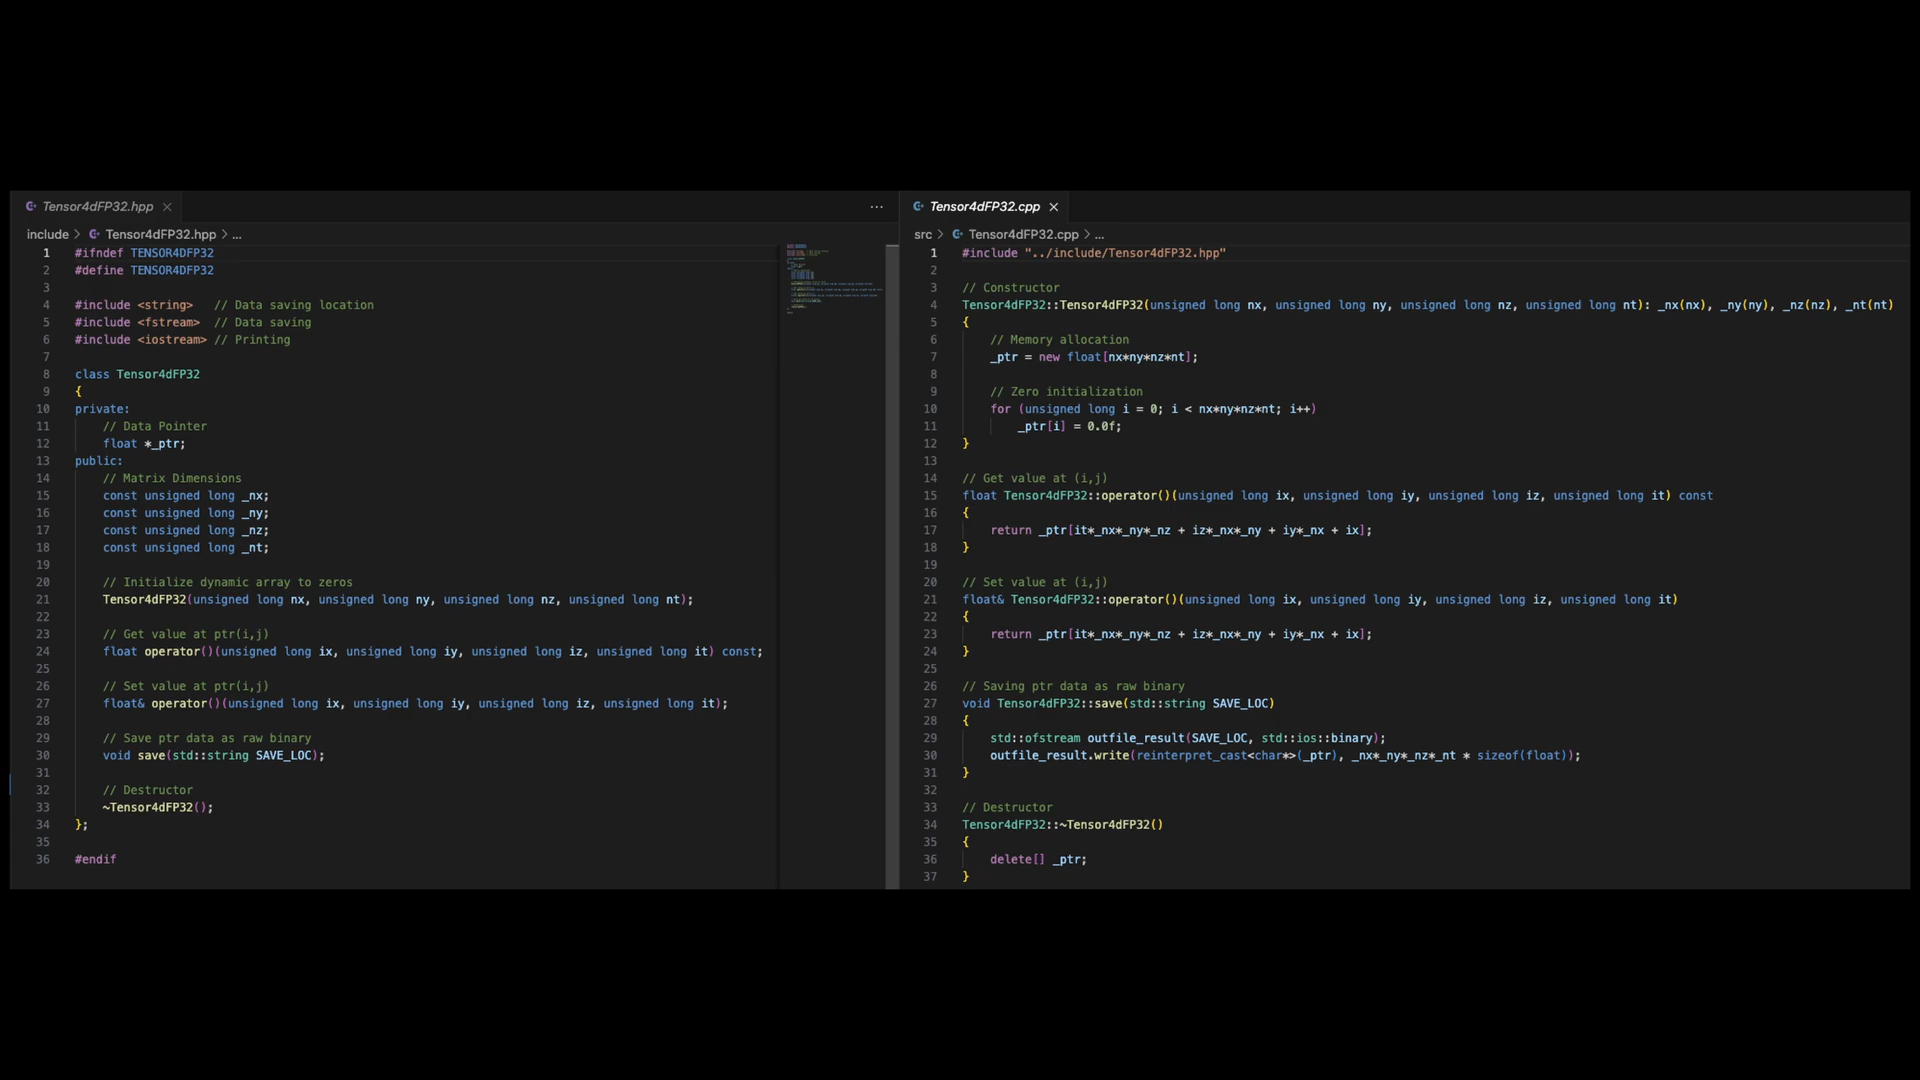 Tensor4dFP32.hpp
include > Tensor4dFP32.hpp > ...
1 #ifndef TENSOR4DFP32
2 #define TENSOR4DFP32
3
4 #include <string>   // Data saving location
5 #include <fstream>  // Data saving
6 #include <iostream> // Printing
7
8 class Tensor4dFP32
9 {
10 private:
11     // Data Pointer
12     float *_ptr;
13 public:
14     // Matrix Dimensions
15     const unsigned long _nx;
16     const unsigned long _ny;
17     const unsigned long _nz;
18     const unsigned long _nt;
19
20     // Initialize dynamic array to zeros
21     Tensor4dFP32(unsigned long nx, unsigned long ny, unsigned long nz, unsigned long nt);
22
23     // Get value at ptr(i,j)
24     float operator()(unsigned long ix, unsigned long iy, unsigned long iz, unsigned long it) const;
25
26     // Set value at ptr(i,j)
27     float& operator()(unsigned long ix, unsigned long iy, unsigned long iz, unsigned long it);
28
29     // Save ptr data as raw binary
30     void save(std::string SAVE_LOC);
31
32     // Destructor
33     ~Tensor4dFP32();
34 };
35
36 #endif
Tensor4dFP32.cpp
src > Tensor4dFP32.cpp > ...
1 #include "../include/Tensor4dFP32.hpp"
2
3 // Constructor
4 Tensor4dFP32::Tensor4dFP32(unsigned long nx, unsigned long ny, unsigned long nz, unsigned long nt): _nx(nx), _ny(ny), _nz(nz), _nt(nt)
5 {
6     // Memory allocation
7     _ptr = new float[nx*ny*nz*nt];
8
9     // Zero initialization
10     for (unsigned long i = 0; i < nx*ny*nz*nt; i++)
11         _ptr[i] = 0.0f;
12 }
13
14 // Get value at (i,j)
15 float Tensor4dFP32::operator()(unsigned long ix, unsigned long iy, unsigned long iz, unsigned long it) const
16 {
17     return _ptr[it*_nx*_ny*_nz + iz*_nx*_ny + iy*_nx + ix];
18 }
19
20 // Set value at (i,j)
21 float& Tensor4dFP32::operator()(unsigned long ix, unsigned long iy, unsigned long iz, unsigned long it)
22 {
23     return _ptr[it*_nx*_ny*_nz + iz*_nx*_ny + iy*_nx + ix];
24 }
25
26 // Saving ptr data as raw binary
27 void Tensor4dFP32::save(std::string SAVE_LOC)
28 {
29     std::ofstream outfile_result(SAVE_LOC, std::ios::binary);
30     outfile_result.write(reinterpret_cast<char*>(_ptr), _nx*_ny*_nz*_nt * sizeof(float));
31 }
32
33 // Destructor
34 Tensor4dFP32::~Tensor4dFP32()
35 {
36     delete[] _ptr;
37 }